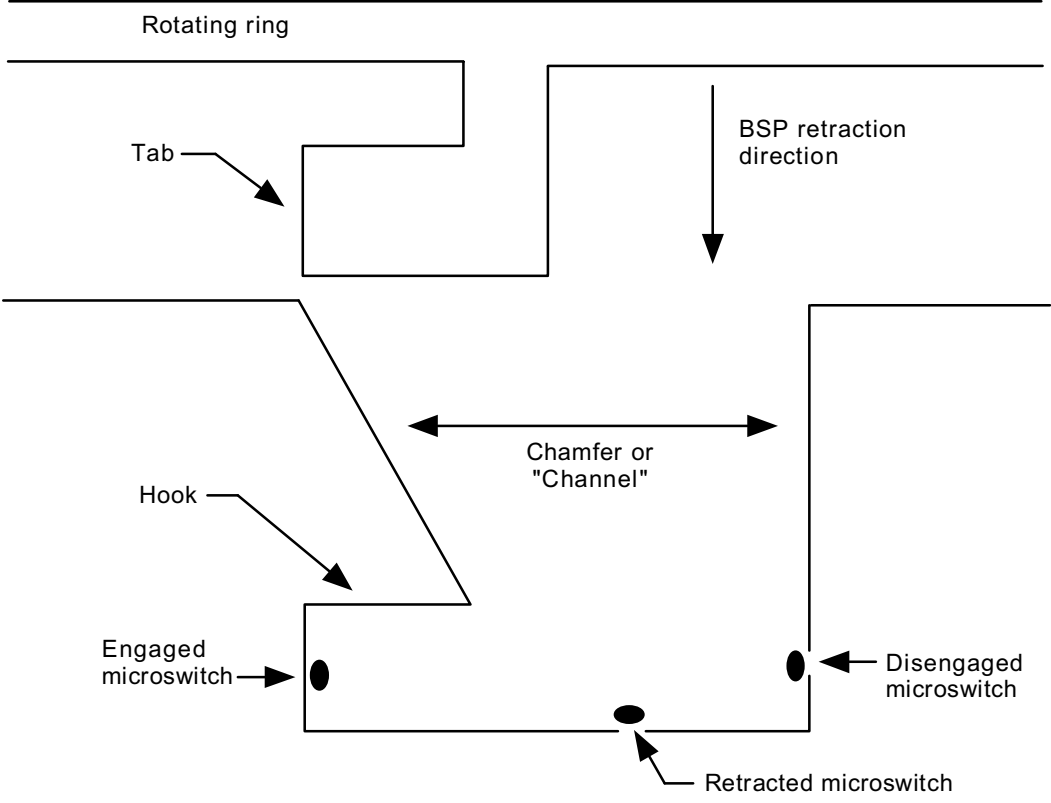 Rotating ring
Tab
BSP retraction
direction
Chamfer or
"Channel"
Hook
Engaged
microswitch
Disengaged
microswitch
Retracted microswitch